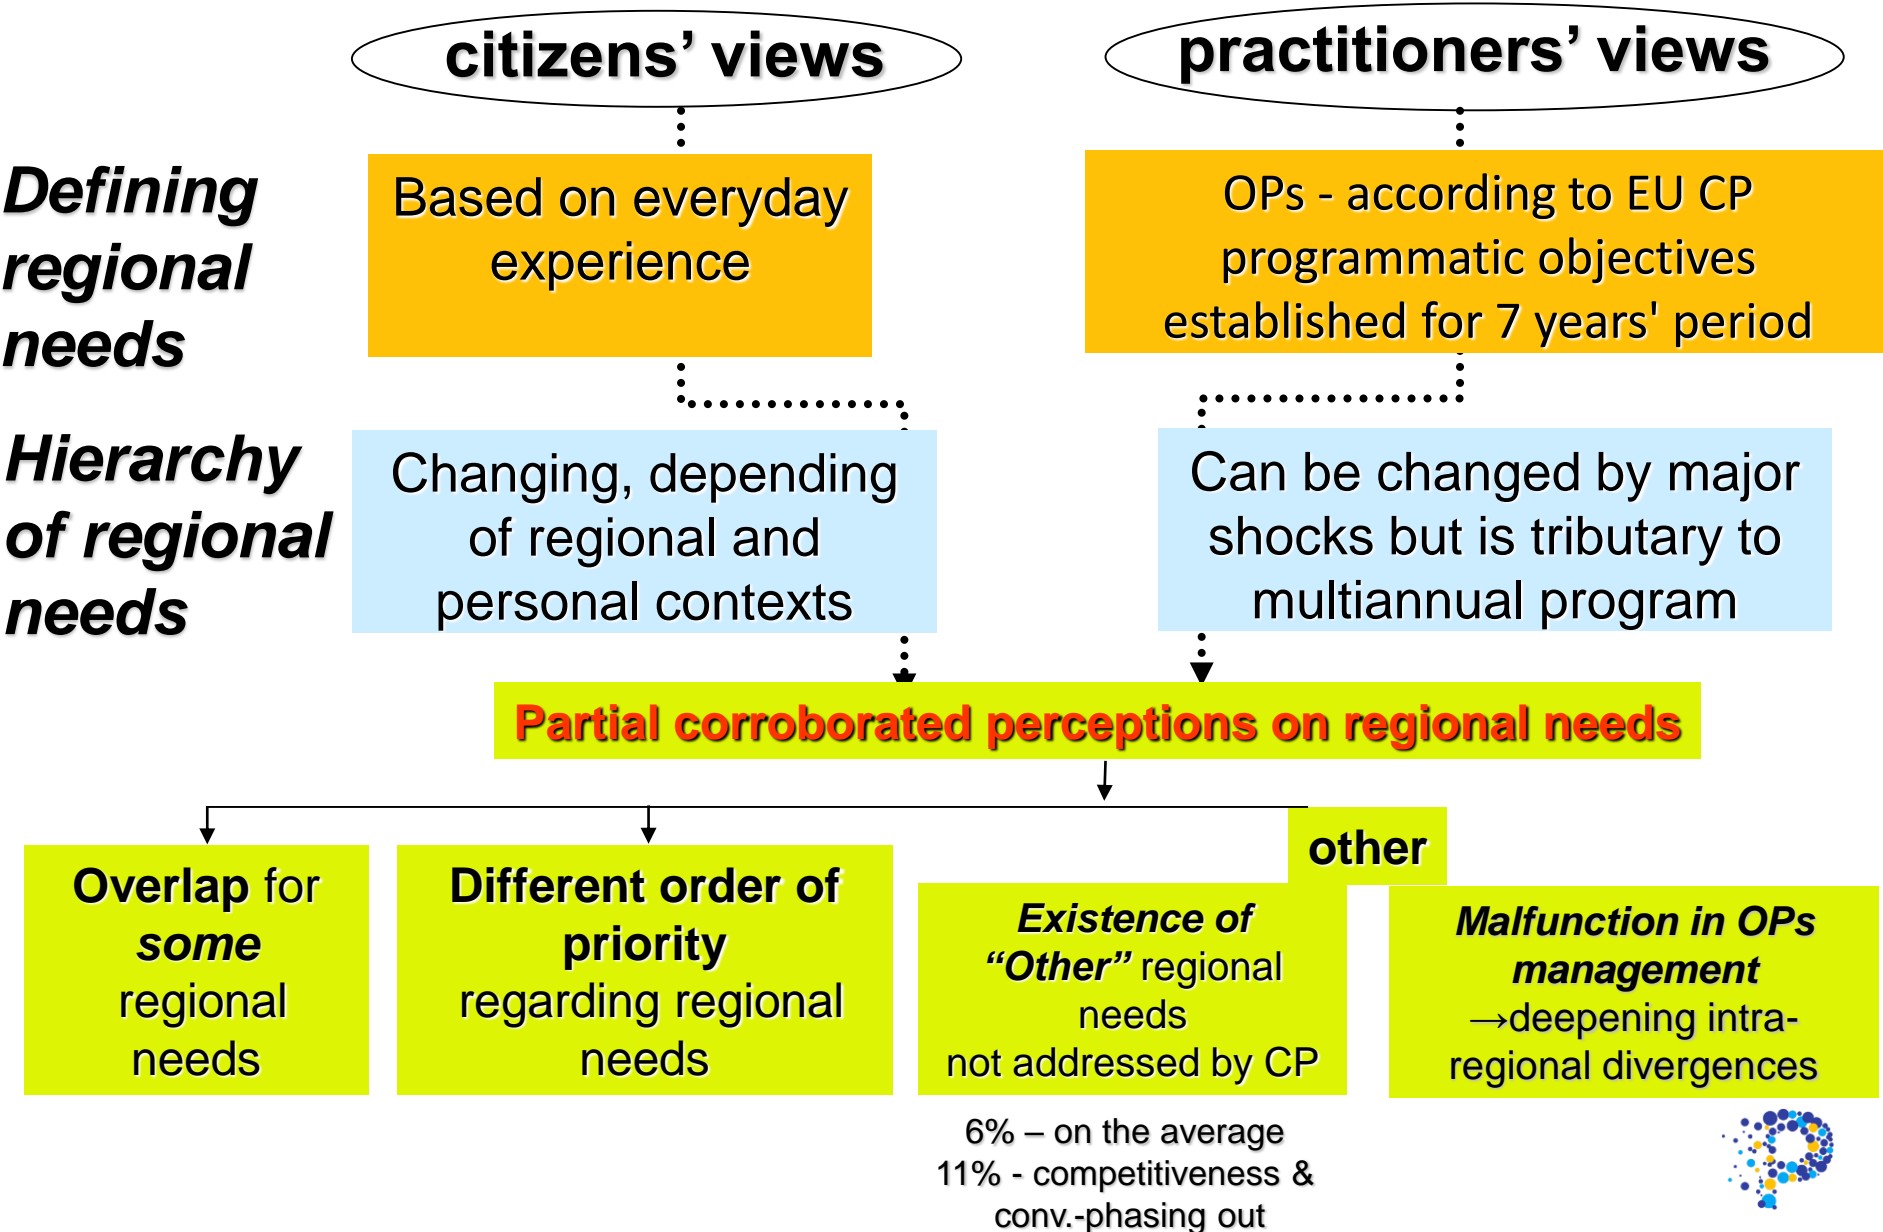 citizens’ views
practitioners’ views
Defining
regional
needs
Based on everyday
experience
OPs - according to EU CP
programmatic objectives
established for 7 years' period
Hierarchy
of regional
needs
Changing, depending
of regional and
personal contexts
Can be changed by major
shocks but is tributary to
multiannual program
Partial corroborated perceptions on regional needs
Overlap for
some
regional
needs
Different order of
priority
regarding regional
needs
other
Existence of
“Other” regional
needs
not addressed by CP
Malfunction in OPs
management
→deepening intra-
regional divergences
6% – on the average
11% - competitiveness &
conv.-phasing out